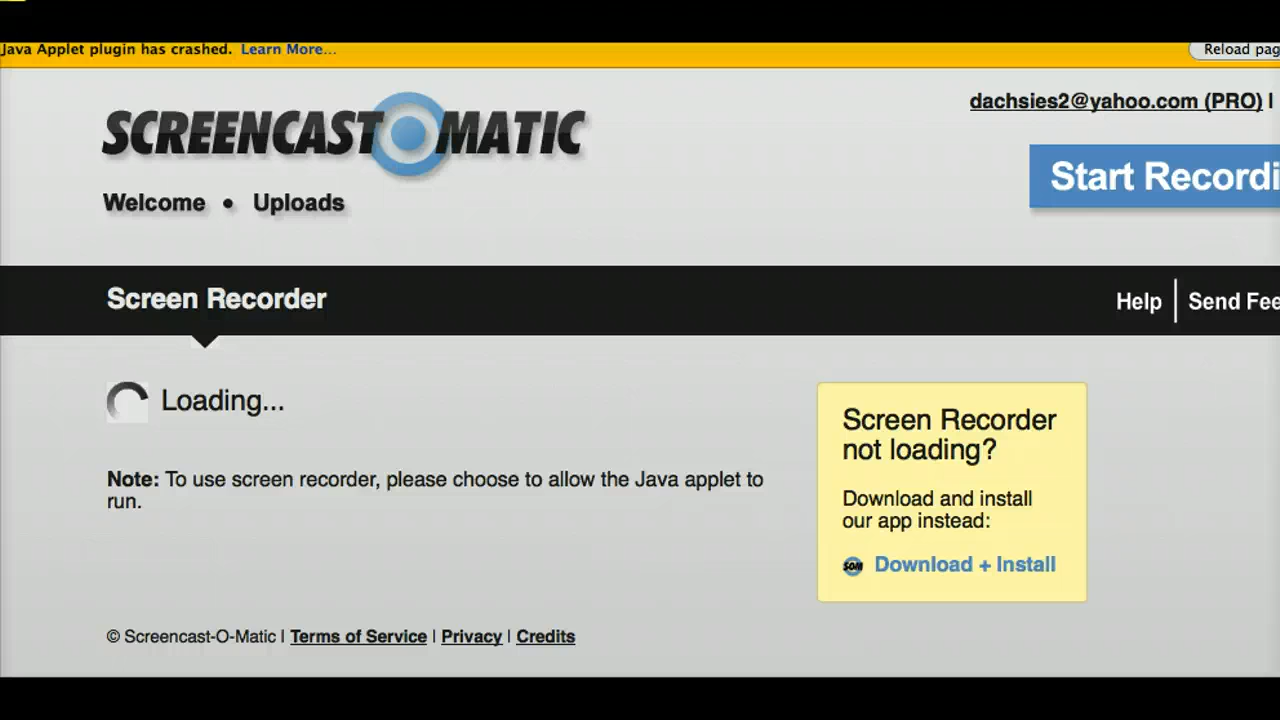 Java Applet plugin has crashed. Learn More...
Reload pag
SCREENCAST O MATIC
dachsies2@yahoo.com (PRO) |
Welcome • Uploads
Start Recordi
Screen Recorder
Help | Send Fee
Loading...
Note: To use screen recorder, please choose to allow the Java applet to
run.
Screen Recorder
not loading?
Download and install
our app instead:
SOM Download + Install
© Screencast-O-Matic | Terms of Service | Privacy | Credits